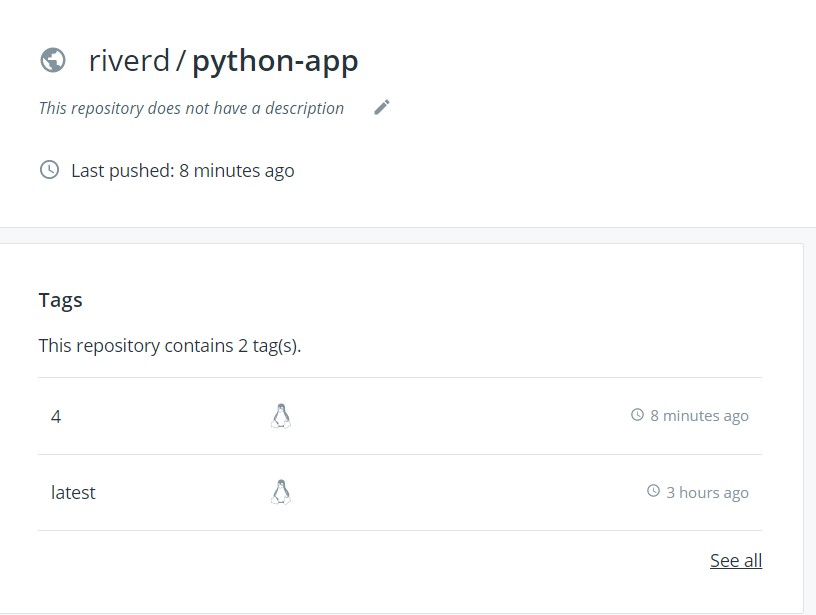 riverd / python-app
This repository does not have a description
Last pushed: 8 minutes ago
Tags
This repository contains 2 tag(s).
4 8 minutes ago
latest 3 hours ago
See all